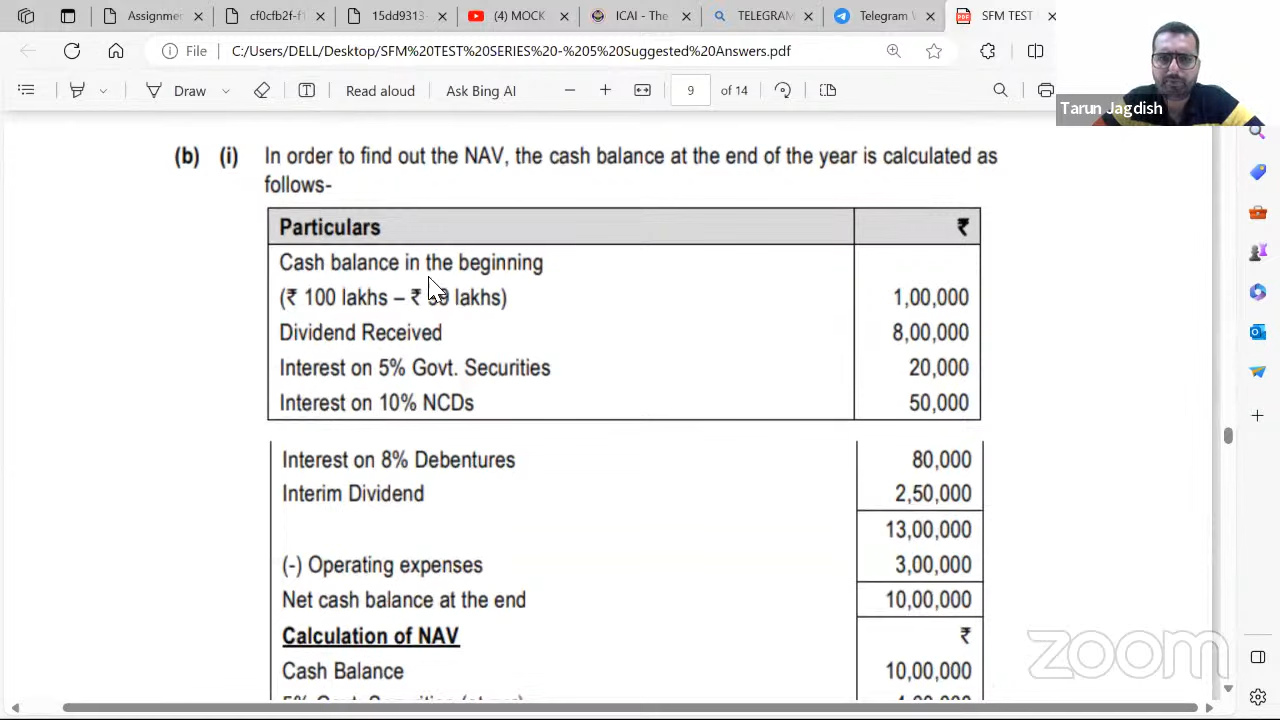 Assignme
cf0cfb2f-f
15dd9313-
(4) MOCK
ICAI - The
TELEGRAM
Telegram W
SFM TEST
File
C:/Users/DELL/Desktop/SFM%20TEST%20SERIES%20-%205%20Suggested%20Answers.pdf
Draw
Read aloud
Ask Bing AI
9
of 14
Tarun Jagdish
(b) (i) In order to find out the NAV, the cash balance at the end of the year is calculated as
follows-
Particulars ₹
Cash balance in the beginning
(₹ 100 lakhs – ₹ lakhs) 1,00,000
Dividend Received 8,00,000
Interest on 5% Govt. Securities 20,000
Interest on 10% NCDs 50,000
Interest on 8% Debentures 80,000
Interim Dividend 2,50,000
13,00,000
(-) Operating expenses 3,00,000
Net cash balance at the end 10,00,000
Calculation of NAV ₹
Cash Balance 10,00,000
zoom